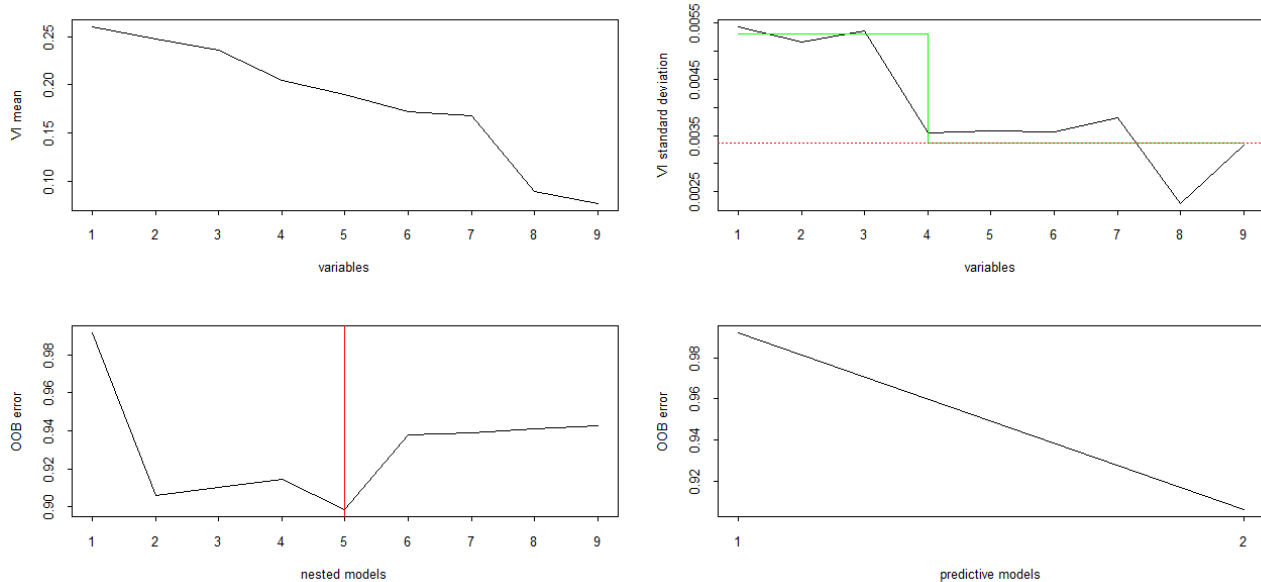 VI mean
0.25
0.20
0.15
0.10
1 2 3 4 5 6 7 8 9
variables
VI standard deviation
0.0055
0.0045
0.0035
0.0025
1 2 3 4 5 6 7 8 9
variables
OOB error
0.98
0.96
0.94
0.92
0.90
1 2 3 4 5 6 7 8 9
nested models
OOB error
0.98
0.96
0.94
0.92
1 2
predictive models